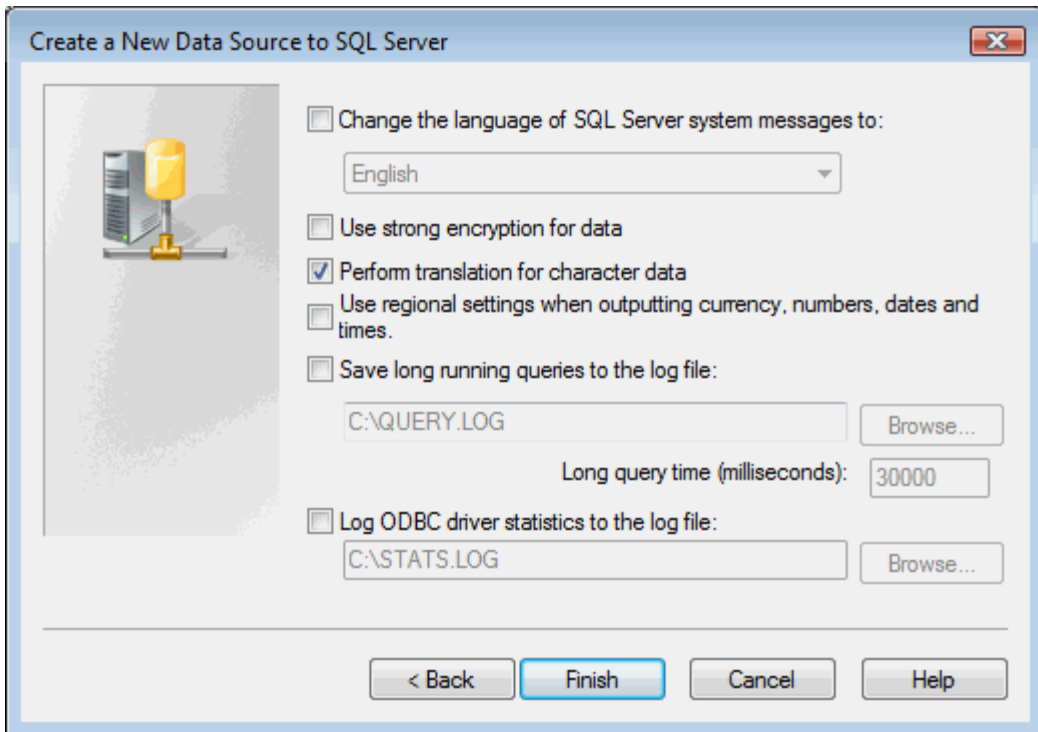 Create a New Data Source to SQL Server
Change the language of SQL Server system messages to:
English
Use strong encryption for data
Perform translation for character data
Use regional settings when outputting currency, numbers, dates and
times.
Save long running queries to the log file:
C:\QUERY.LOG
Browse...
Long query time (milliseconds):
30000
Log ODBC driver statistics to the log file:
C:\STATS.LOG
Browse...
< Back
Finish
Cancel
Help